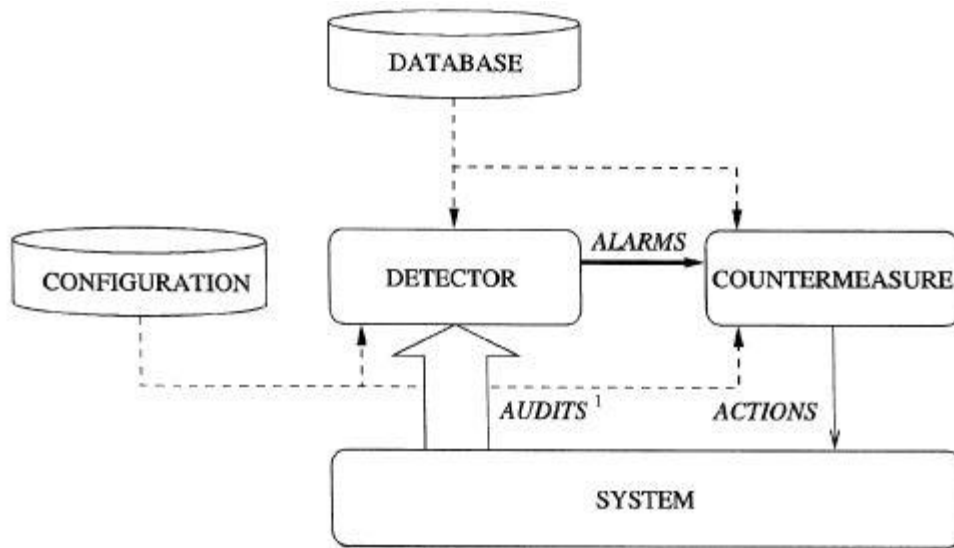 DATABASE
ALARMS
CONFIGURATION
DETECTOR
COUNTERMEASURE
AUDITS 1
ACTIONS
SYSTEM